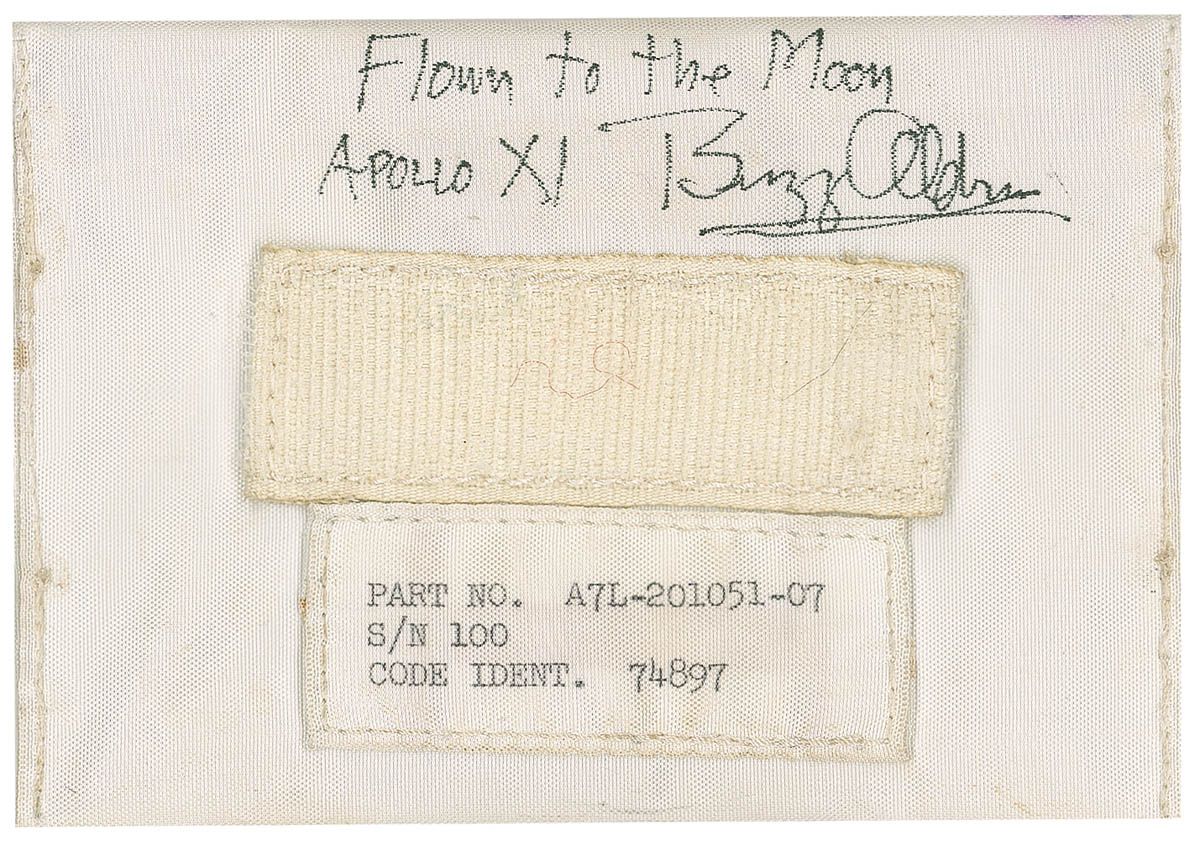 Flown to the Moon
APOLLO XI Buzz Aldrin
PART NO. A7L-201051-07
S/N 100
CODE IDENT. 74897